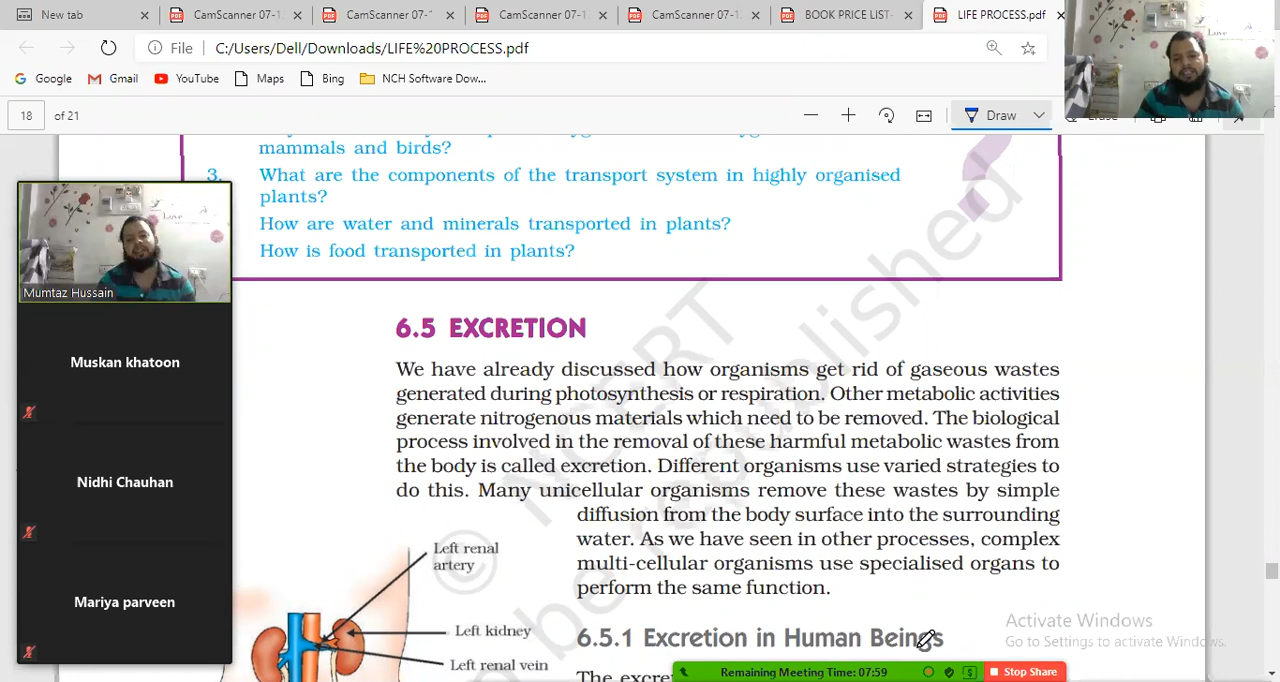 New tab
CamScanner 07-1
CamScanner 07-1
CamScanner 07-1
CamScanner 07-1
BOOK PRICE LIST-
LIFE PROCESS.pdf
File
C:/Users/Dell/Downloads/LIFE%20PROCESS.pdf
Google
Gmail
YouTube
Maps
Bing
NCH Software Dow...
18
of 21
Draw
mammals and birds?
3.
What are the components of the transport system in highly organised
plants?
How are water and minerals transported in plants?
How is food transported in plants?
Love
Mumtaz Hussain
Muskan khatoon
Nidhi Chauhan
Mariya parveen
6.5 EXCRETION
We have already discussed how organisms get rid of gaseous wastes
generated during photosynthesis or respiration. Other metabolic activities
generate nitrogenous materials which need to be removed. The biological
process involved in the removal of these harmful metabolic wastes from
the body is called excretion. Different organisms use varied strategies to
do this. Many unicellular organisms remove these wastes by simple
diffusion from the body surface into the surrounding
water. As we have seen in other processes, complex
multi-cellular organisms use specialised organs to
perform the same function.
Left renal
artery
Left kidney
Left renal vein
6.5.1 Excretion in Human Beings
© NCERT
be republished
Activate Windows
Go to Settings to activate Windows.
Remaining Meeting Time: 07:59
Stop Share